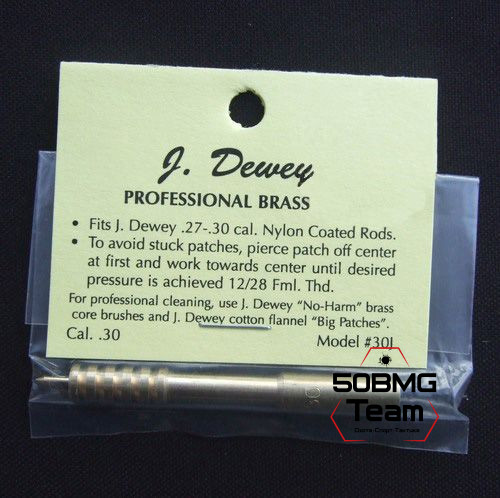 J. Dewey
PROFESSIONAL BRASS
• Fits J. Dewey .27-.30 cal. Nylon Coated Rods.
• To avoid stuck patches, pierce patch off center
at first and work towards center until desired
pressure is achieved 12/28 Fml. Thd.
For professional cleaning, use J. Dewey "No-Harm" brass
core brushes and J. Dewey cotton flannel "Big Patches".
Cal. .30 Model #30J
50BMG
Team